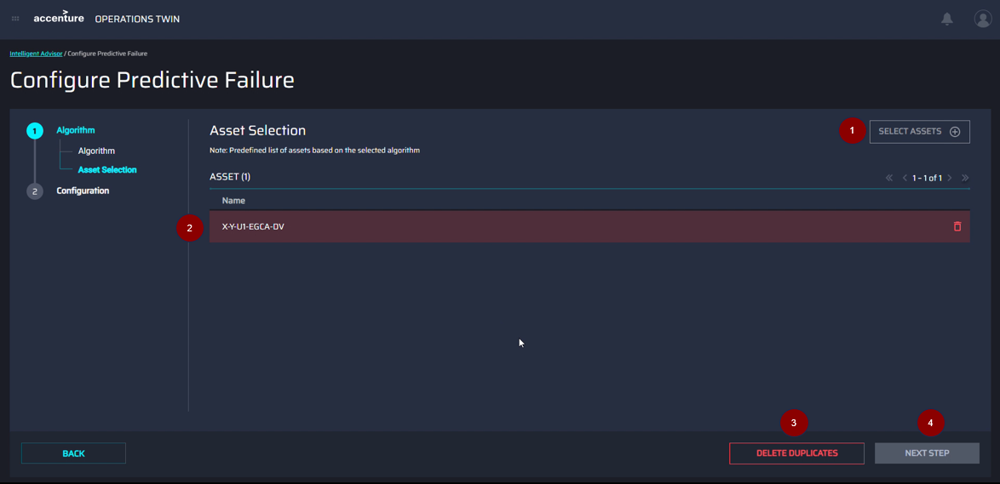 accenture OPERATIONS TWIN
Intelligent Advisor / Configure Predictive Failure
Configure Predictive Failure
1 Algorithm
Algorithm
Asset Selection
2 Configuration
Asset Selection
1 SELECT ASSETS
Note: Predefined list of assets based on the selected algorithm
ASSET (1)
1 – 1 of 1
Name
2 X-Y-U1-EGCA-DV
3 4
BACK DELETE DUPLICATES NEXT STEP